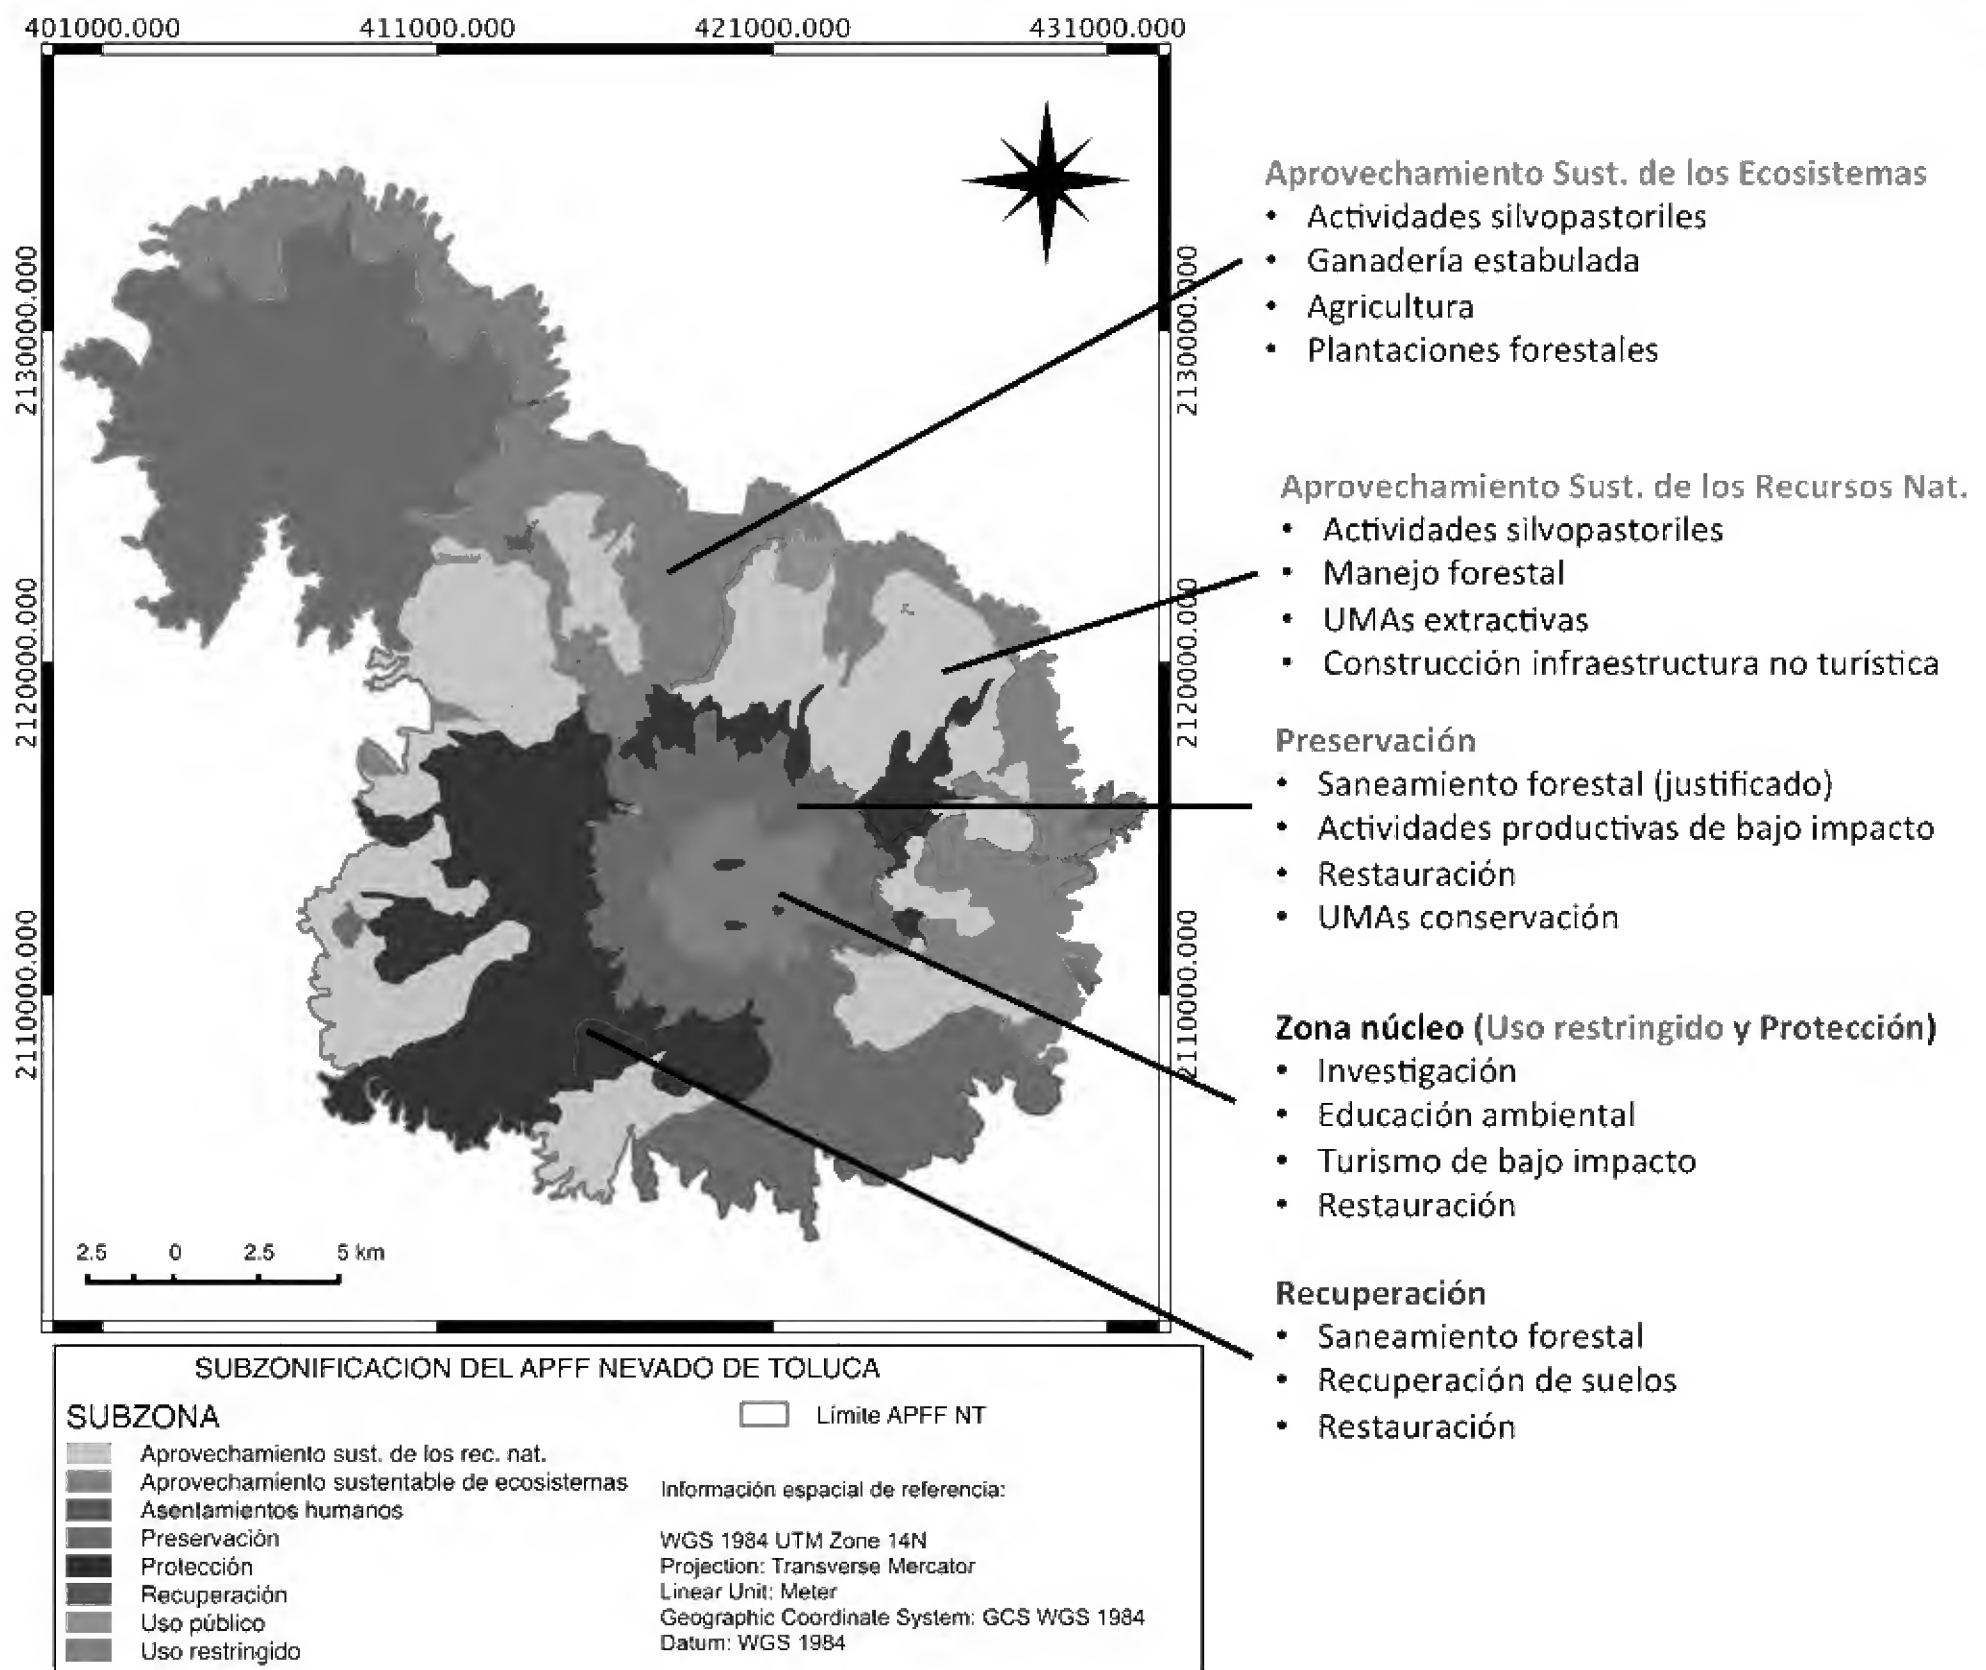 401000.000 411000.000 421000.000 431000.000
2130000.000
2120000.000
2110000.000
2130000.000
2120000.000
2110000.000
2.5 0 2.5 5 km
Aprovechamiento Sust. de los Ecosistemas
• Actividades silvopastoriles
• Ganadería estabulada
• Agricultura
• Plantaciones forestales
Aprovechamiento Sust. de los Recursos Nat.
• Actividades silvopastoriles
• Manejo forestal
• UMAs extractivas
• Construcción infraestructura no turística
Preservación
• Saneamiento forestal (justificado)
• Actividades productivas de bajo impacto
• Restauración
• UMAs conservación
Zona núcleo (Uso restringido y Protección)
• Investigación
• Educación ambiental
• Turismo de bajo impacto
• Restauración
Recuperación
• Saneamiento forestal
• Recuperación de suelos
• Restauración
SUBZONIFICACION DEL APFF NEVADO DE TOLUCA
SUBZONA
Aprovechamiento sust. de los rec. nat.
Aprovechamiento sustentable de ecosistemas
Asentamientos humanos
Preservación
Protección
Recuperación
Uso público
Uso restringido
Límite APFF NT
Información espacial de referencia:
WGS 1984 UTM Zone 14N
Projection: Transverse Mercator
Linear Unit: Meter
Geographic Coordinate System: GCS WGS 1984
Datum: WGS 1984